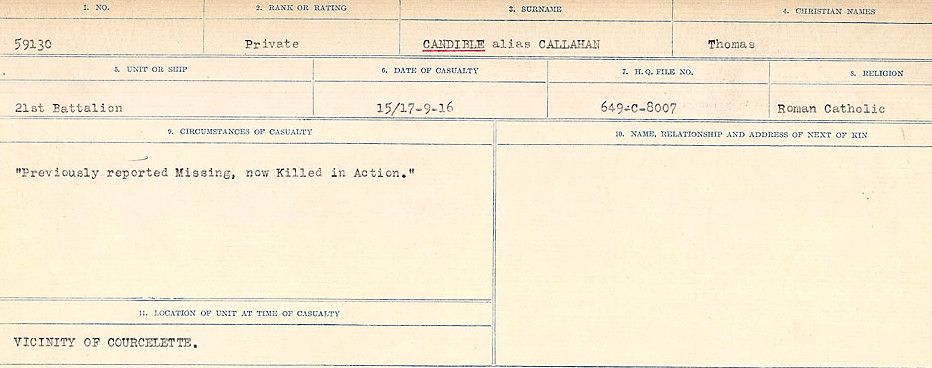 1. NO. 2. RANK OR RATING 3. SURNAME 4. CHRISTIAN NAMES
59130 Private CANDIBLE alias CALLAHAN Thomas
5. UNIT OR SHIP 6. DATE OF CASUALTY 7. H.Q. FILE NO. 8. RELIGION
21st Battalion 15/17-9-16 649-C-8007 Roman Catholic
9. CIRCUMSTANCES OF CASUALTY 10. NAME, RELATIONSHIP AND ADDRESS OF NEXT OF KIN
"Previously reported Missing, now Killed in Action."
11. LOCATION OF UNIT AT TIME OF CASUALTY
VICINITY OF COURCELETTE.